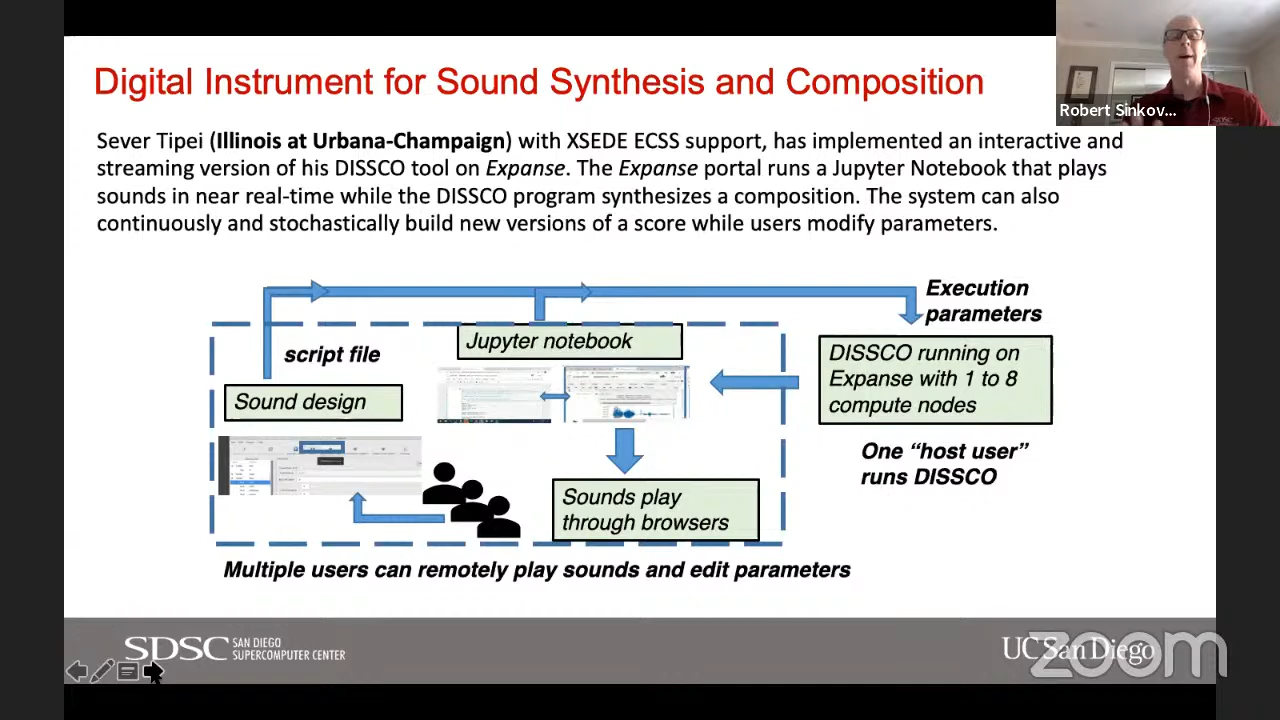 Digital Instrument for Sound Synthesis and Composition
Robert Sinkov...
Sever Tipei (Illinois at Urbana-Champaign) with XSEDE ECSS support, has implemented an interactive and
streaming version of his DISSCO tool on Expanse. The Expanse portal runs a Jupyter Notebook that plays
sounds in near real-time while the DISSCO program synthesizes a composition. The system can also
continuously and stochastically build new versions of a score while users modify parameters.
Execution
parameters
Jupyter notebook
script file
DISSCO running on
Expanse with 1 to 8
compute nodes
Sound design
One “host user”
runs DISSCO
Sounds play
through browsers
Multiple users can remotely play sounds and edit parameters
SDSC SAN DIEGO
SUPERCOMPUTER CENTER
UC San Diego
zoom